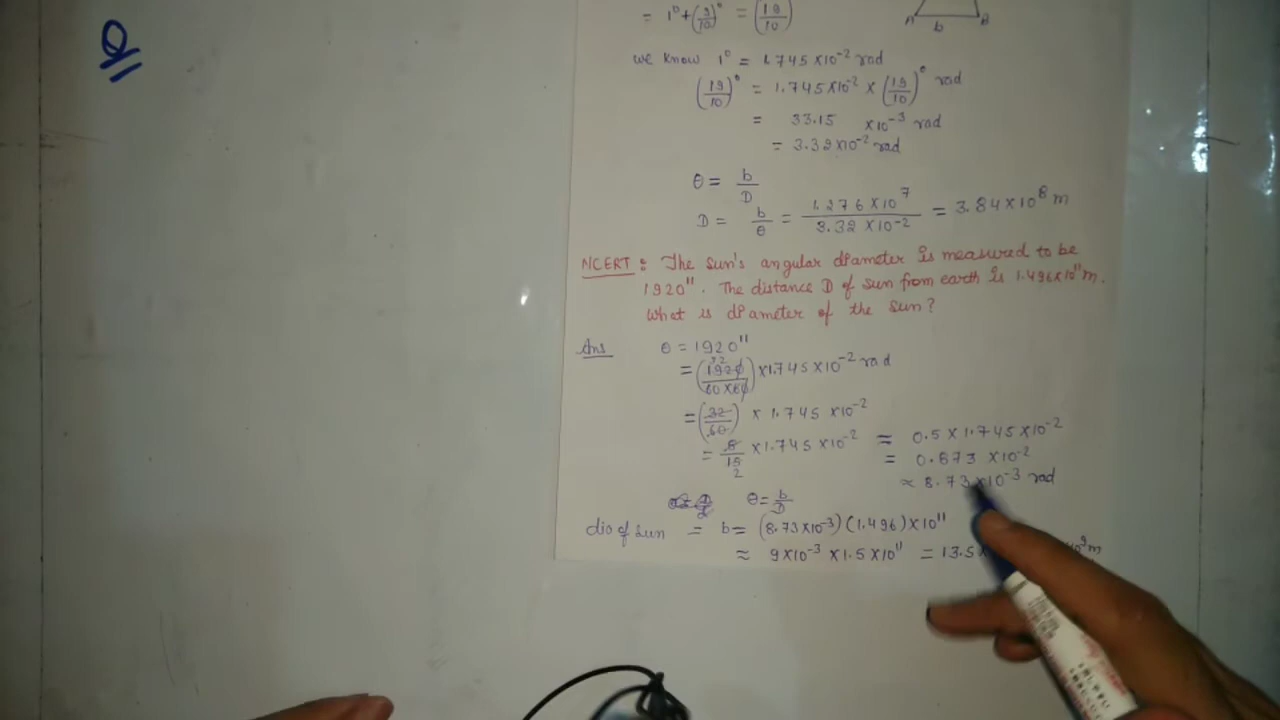 = 1° + (9/10)° = (19/10)
A b B
we know 1° = 1.745×10⁻² rad
(19/10)° = 1.745×10⁻² × (19/10)° rad
= 33.15 ×10⁻³ rad
= 3.32×10⁻² rad
θ = b/D
D = b/θ = 1.276×10⁷/3.32×10⁻² = 3.84×10⁸ m
NCERT : The sun's angular diameter is measured to be
1920". The distance D of sun from earth is 1.496×10¹¹m.
What is diameter of the sun?
Ans θ = 1920"
= (1920/60×60) ×1.745×10⁻² rad
= (32/60) × 1.745 ×10⁻²
= 8/15 ×1.745 ×10⁻² = 0.5×1.745×10⁻²
= 0.873 ×10⁻²
≈ 8.73×10⁻³ rad
θ = b/D
dia of sun = b = (8.73×10⁻³)(1.496)×10¹¹
≈ 9×10⁻³ ×1.5×10¹¹ = 13.5 10⁹m